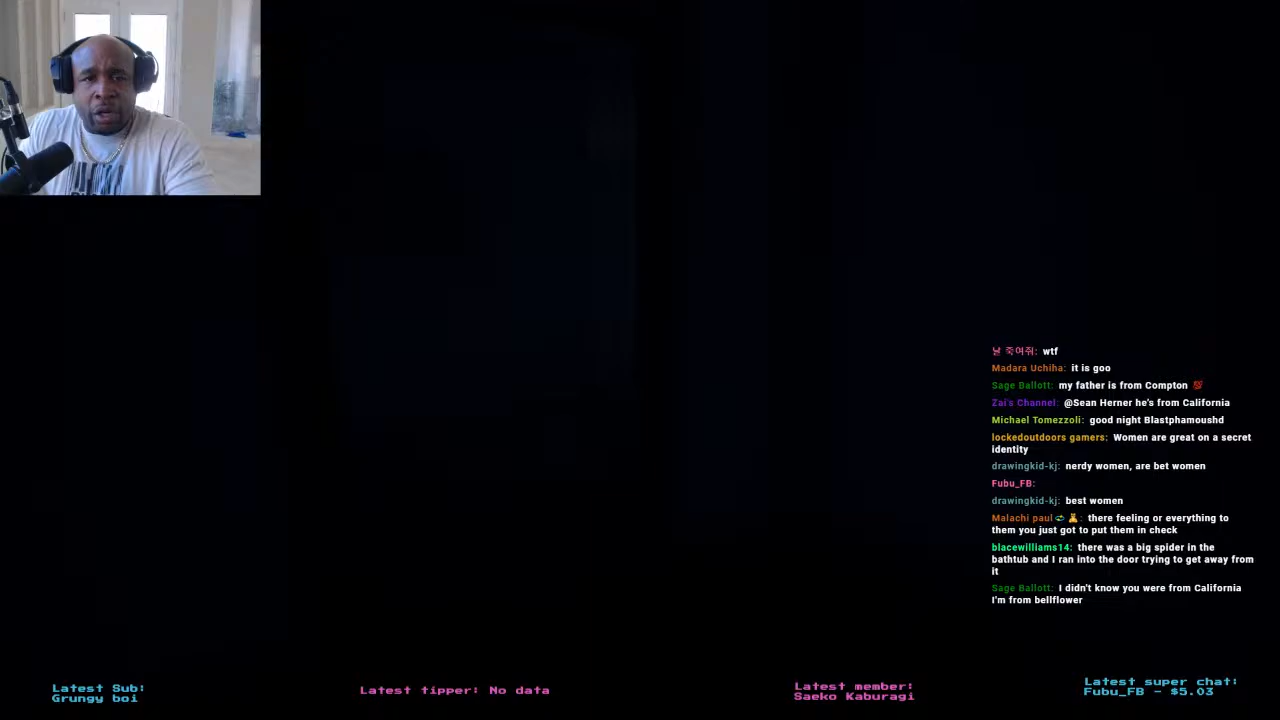 날 죽여줘: wtf
Madara Uchiha: it is goo
Sage Ballott: my father is from Compton 💯
Zai's Channel: @Sean Herner he's from California
Michael Tomezzoli: good night Blastphamoushd
lockedoutdoors gamers: Women are great on a secret
identity
drawingkid-kj: nerdy women, are bet women
Fubu_FB:
drawingkid-kj: best women
Malachi paul: there feeling or everything to
them you just got to put them in check
blacewilliams14: there was a big spider in the
bathtub and I ran into the door trying to get away from
it
Sage Ballott: I didn't know you were from California
I'm from bellflower
Latest Sub:
Grungy boi
Latest tipper: No data
Latest member:
Saeko Kaburagi
Latest super chat:
Fubu_FB - $5.03